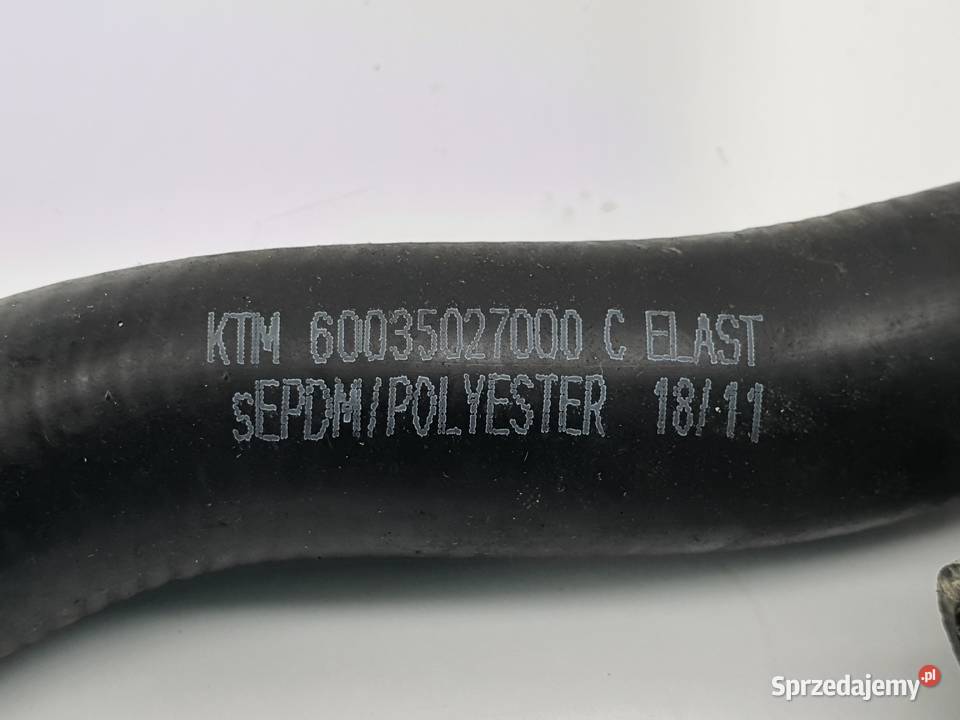 KTM 60035027000 C ELAST
sEPDM/POLYESTER 18/11
Sprzedajemy.pl